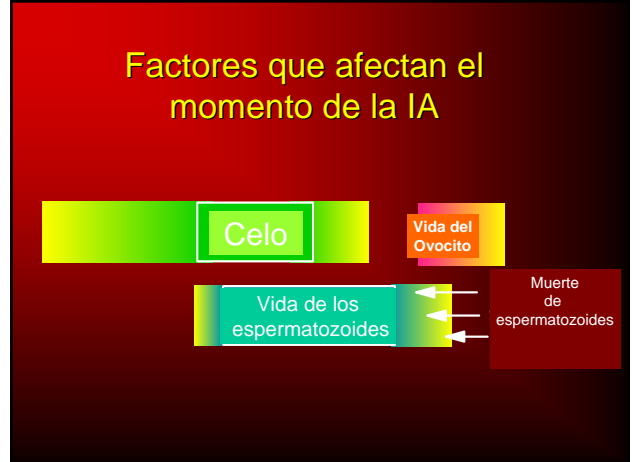 Factores que afectan el
momento de la IA
Celo
Vida del
Ovocito
Vida de los
espermatozoides
Muerte
de
espermatozoides